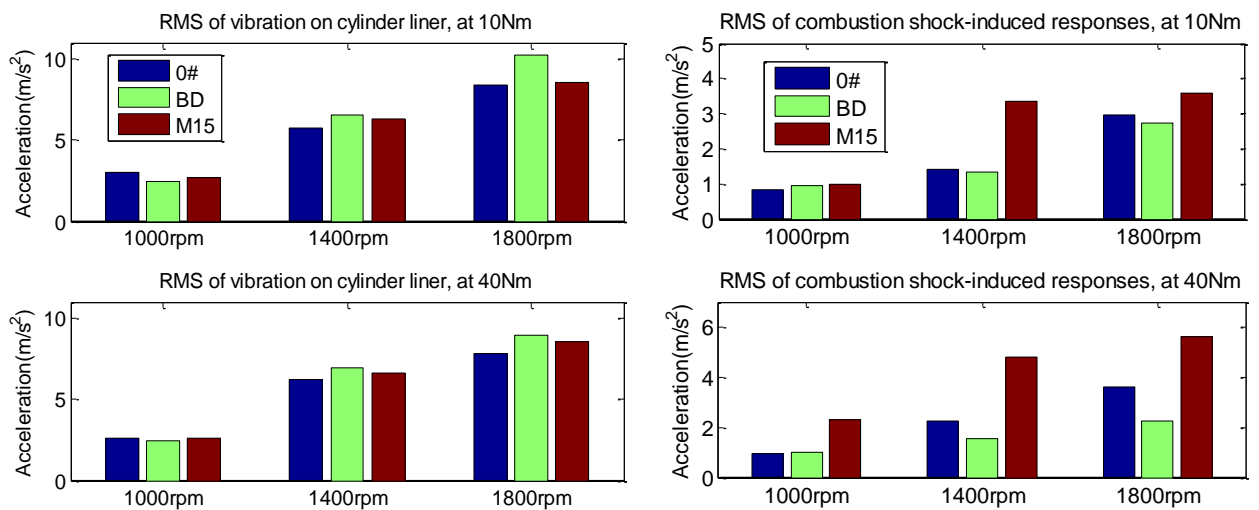 RMS of vibration on cylinder liner, at 10Nm
Acceleration(m/s²)
10
5
0
0#
BD
M15
1000rpm
1400rpm
1800rpm
RMS of combustion shock-induced responses, at 10Nm
Acceleration(m/s²)
5
4
3
2
1
0
0#
BD
M15
1000rpm
1400rpm
1800rpm
RMS of vibration on cylinder liner, at 40Nm
Acceleration(m/s²)
10
5
0
1000rpm
1400rpm
1800rpm
RMS of combustion shock-induced responses, at 40Nm
Acceleration(m/s²)
6
4
2
0
1000rpm
1400rpm
1800rpm